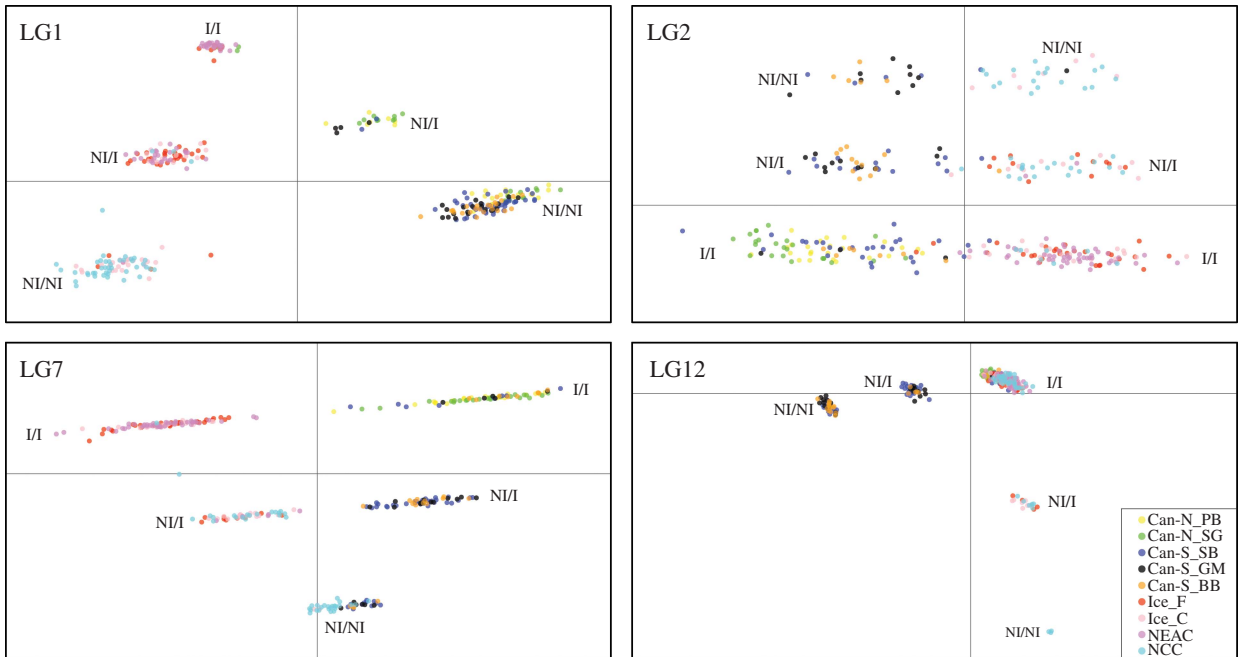 LG1
I/I
NI/I
NI/I
NI/NI
NI/NI
LG2
NI/NI
NI/NI
NI/I
NI/I
I/I
I/I
LG7
I/I
I/I
NI/I
NI/I
NI/NI
LG12
NI/I
I/I
NI/NI
NI/I
NI/NI
Can-N_PB
Can-N_SG
Can-S_SB
Can-S_GM
Can-S_BB
Ice_F
Ice_C
NEAC
NCC